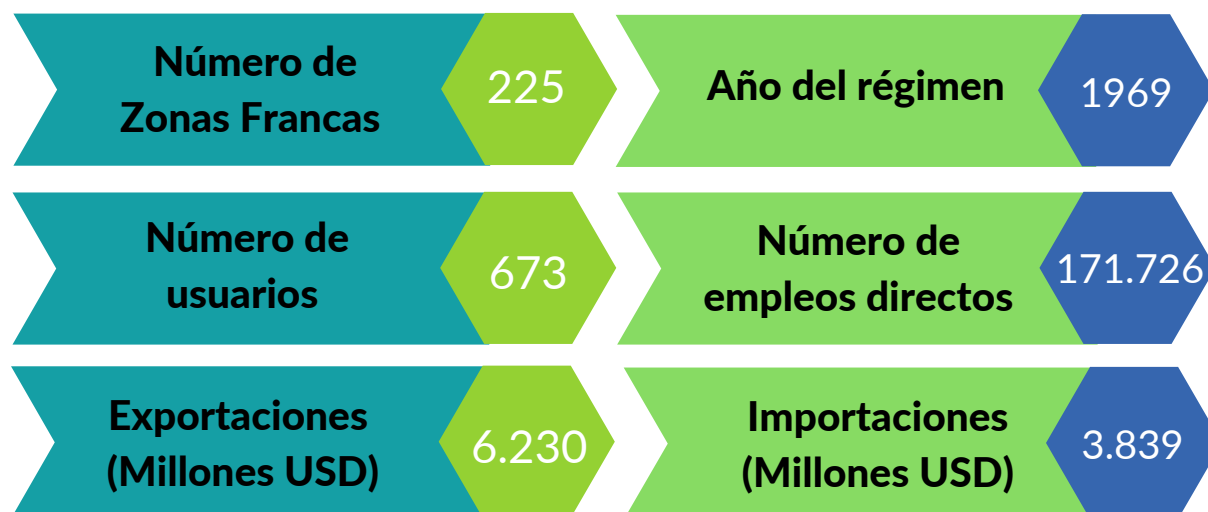 Número de
Zonas Francas
225
Año del régimen
1969
Número de
usuarios
673
Número de
empleos directos
171.726
Exportaciones
(Millones USD)
6.230
Importaciones
(Millones USD)
3.839